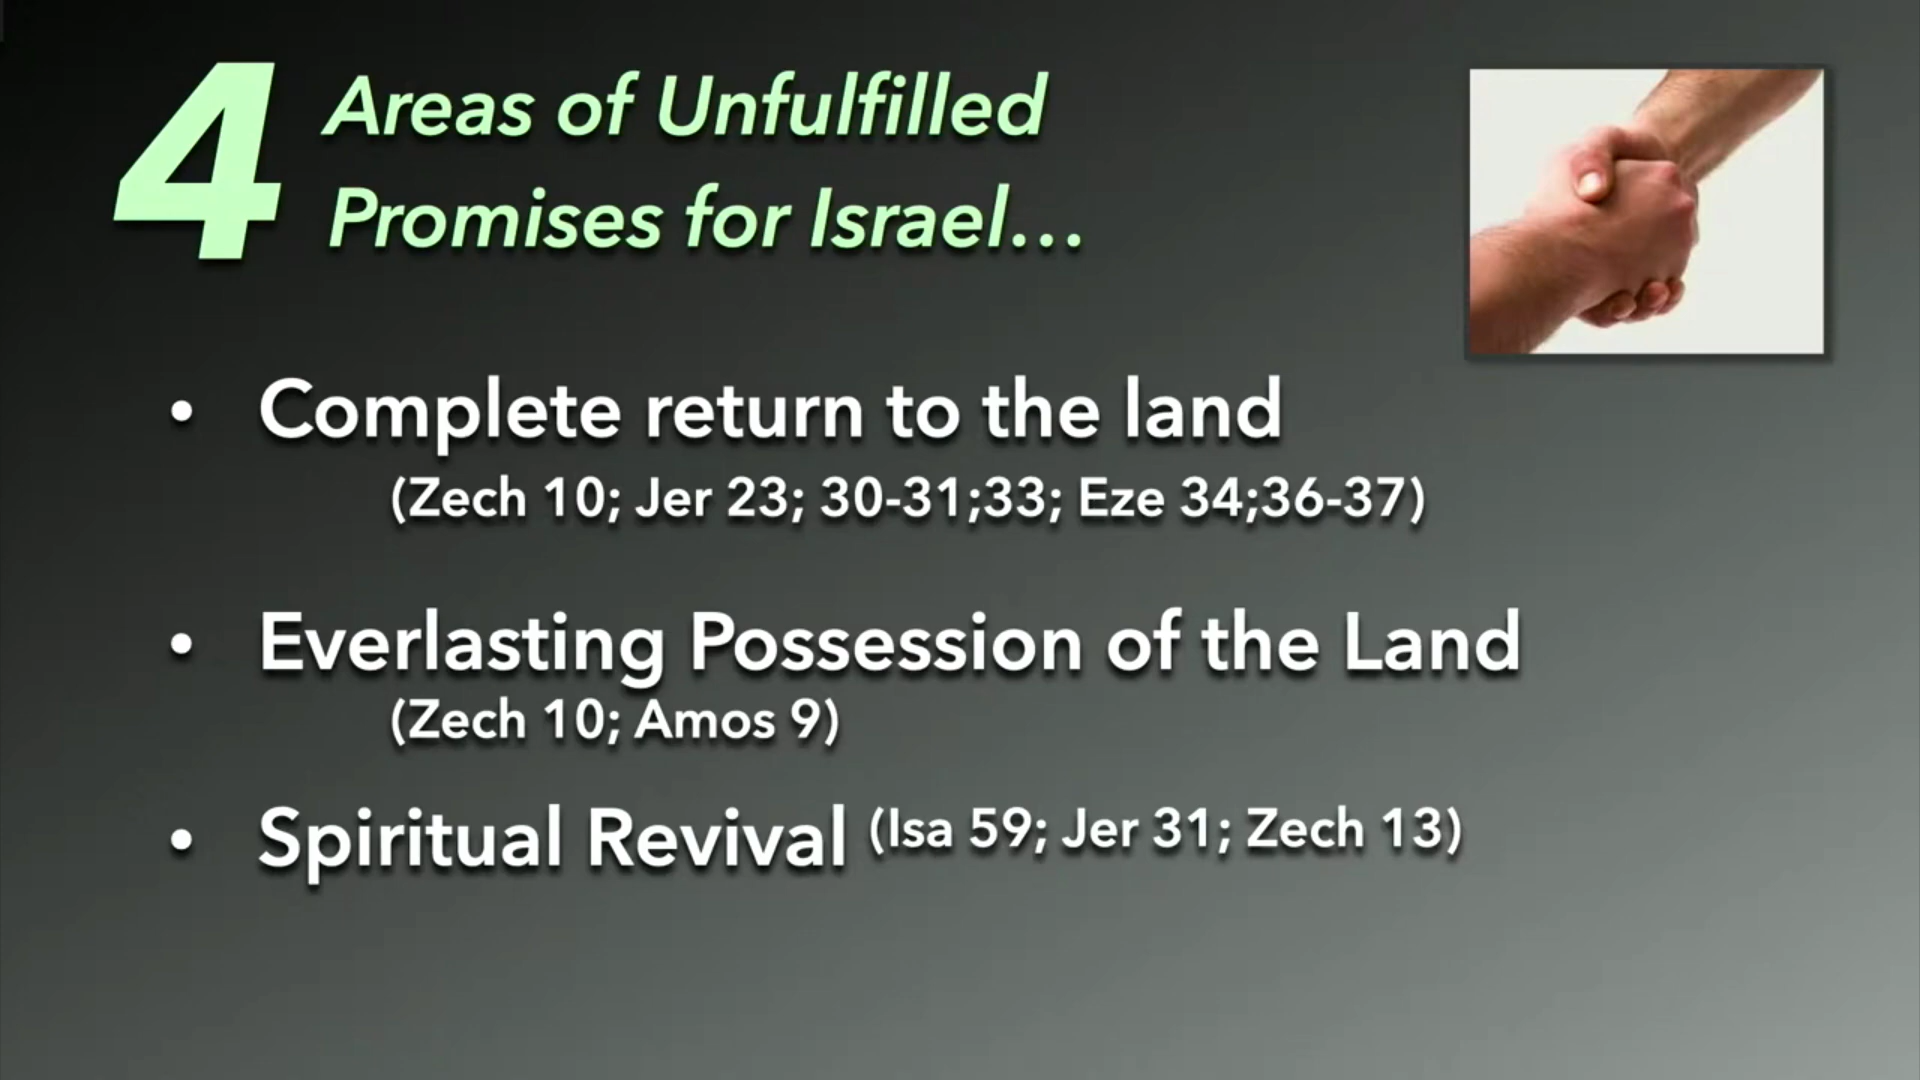 4 Areas of Unfulfilled
Promises for Israel...
• Complete return to the land
(Zech 10; Jer 23; 30-31;33; Eze 34;36-37)
• Everlasting Possession of the Land
(Zech 10; Amos 9)
• Spiritual Revival (Isa 59; Jer 31; Zech 13)